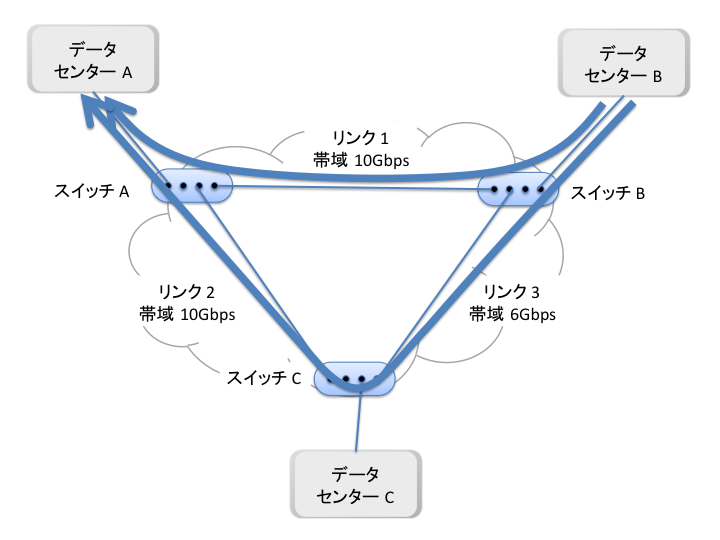 データ
センター A
データ
センター B
リンク 1
帯域 10Gbps
スイッチ A
スイッチ B
リンク 2
帯域 10Gbps
リンク 3
帯域 6Gbps
スイッチ C
データ
センター C